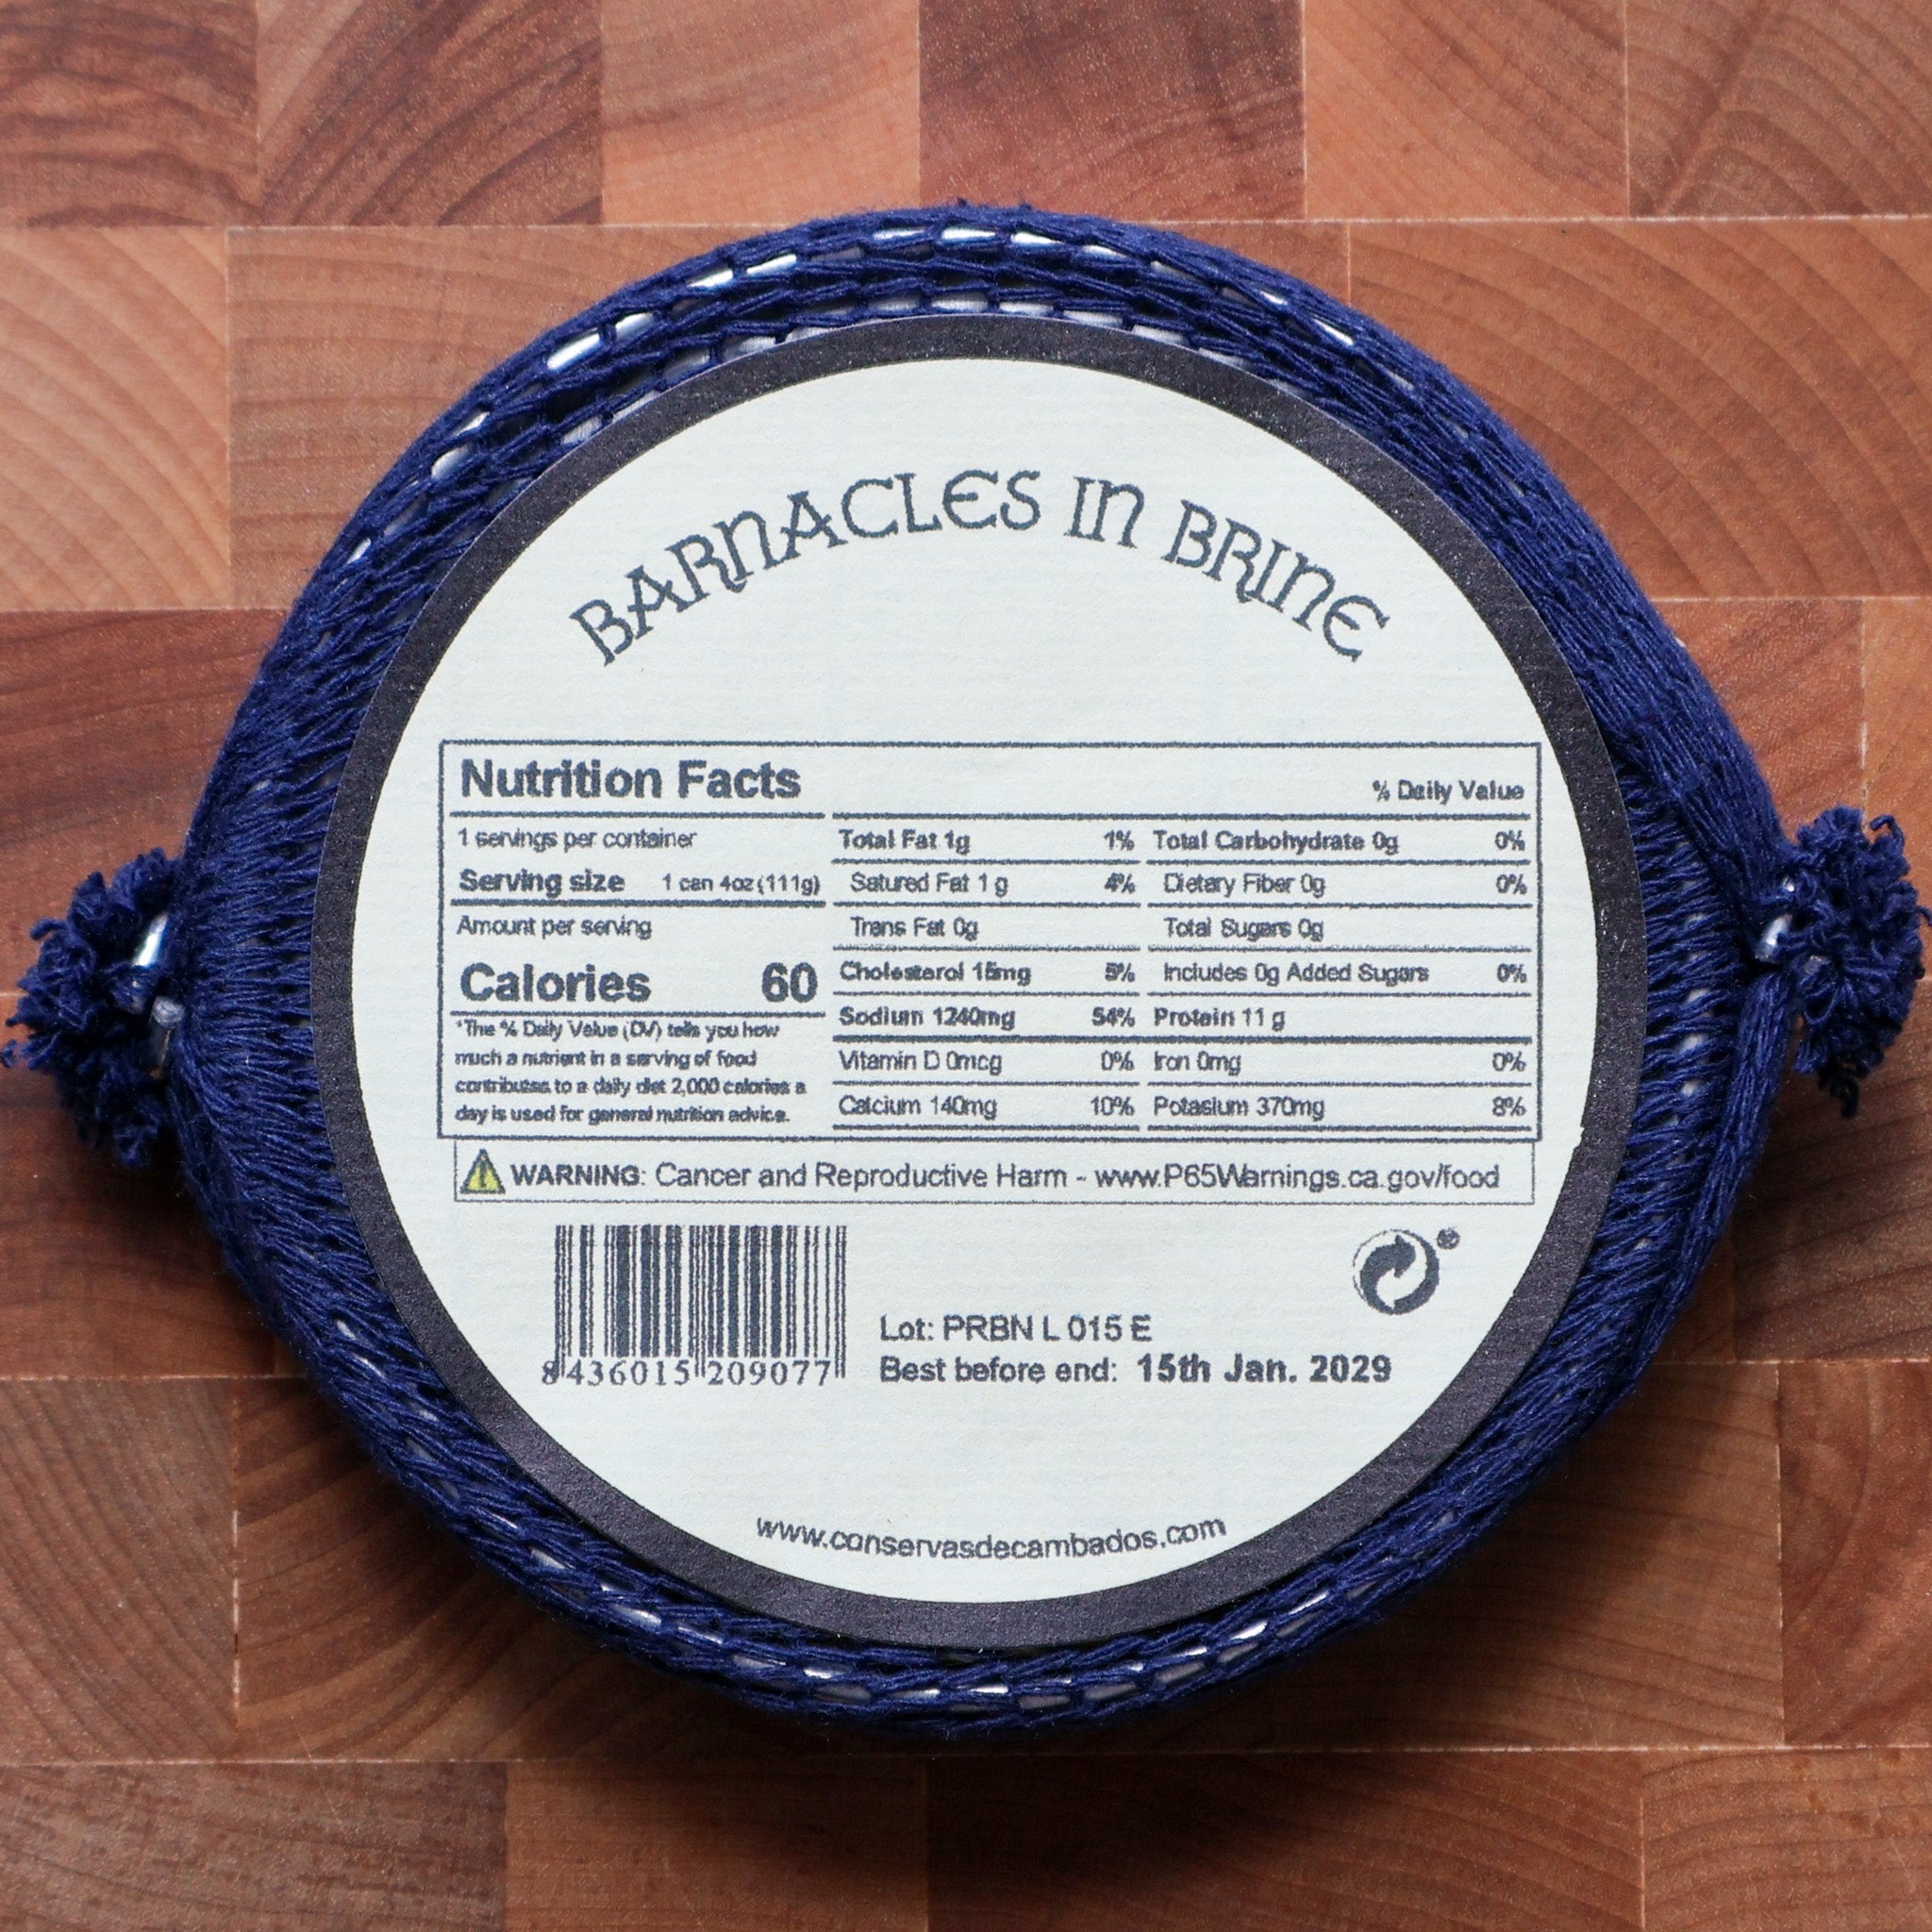 BARNACLES IN BRINE
Nutrition Facts
1 servings per container
Serving size 1 can 4oz (111g)
Amount per serving
Calories 60
*The % Daily Value (DV) tells you how
much a nutrient in a serving of food
contributes to a daily diet 2,000 calories a
day is used for general nutrition advice.
% Daily Value
Total Fat 1g 1% Total Carbohydrate 0g 0%
Satured Fat 1 g 4% Dietary Fiber 0g 0%
Trans Fat 0g Total Sugars 0g
Cholesterol 15mg 5% Includes 0g Added Sugars 0%
Sodium 1240mg 54% Protein 11 g
Vitamin D 0mcg 0% Iron 0mg 0%
Calcium 140mg 10% Potasium 370mg 8%
WARNING: Cancer and Reproductive Harm - www.P65Warnings.ca.gov/food
8 436015 209077
Lot: PRBN L 015 E
Best before end: 15th Jan. 2029
www.conservasdecambados.com